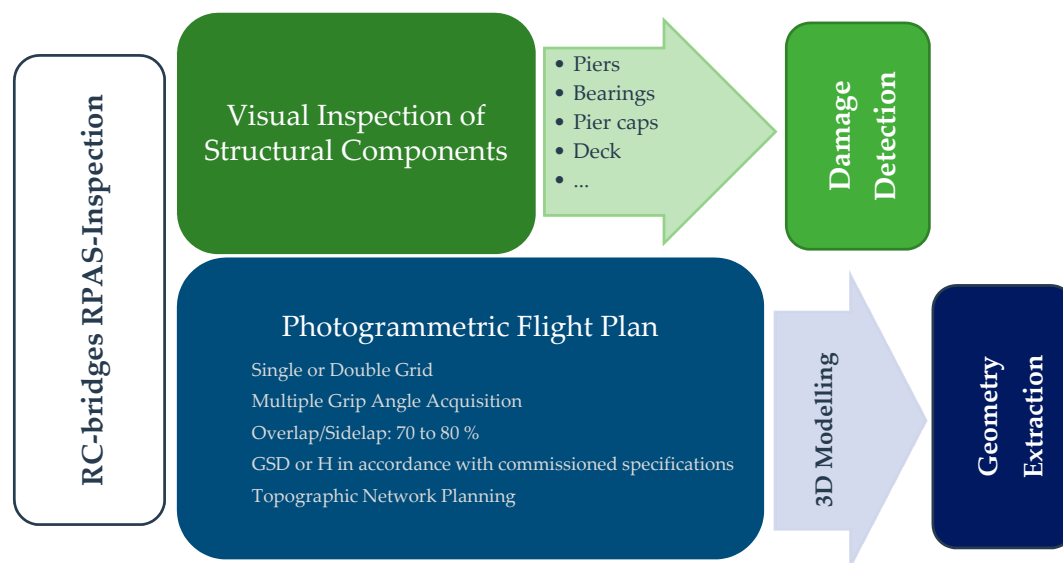 RC-bridges RPAS-Inspection
Visual Inspection of
Structural Components
• Piers
• Bearings
• Pier caps
• Deck
• ...
Damage
Detection
Photogrammetric Flight Plan
Single or Double Grid
Multiple Grip Angle Acquisition
Overlap/Sidelap: 70 to 80 %
GSD or H in accordance with commissioned specifications
Topographic Network Planning
3D Modelling
Geometry
Extraction